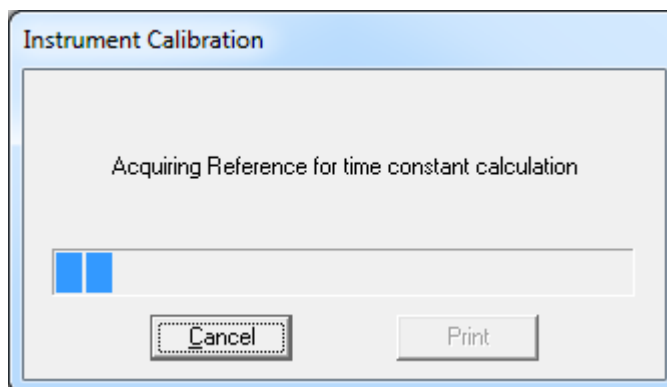 Instrument Calibration
Acquiring Reference for time constant calculation
Cancel
Print